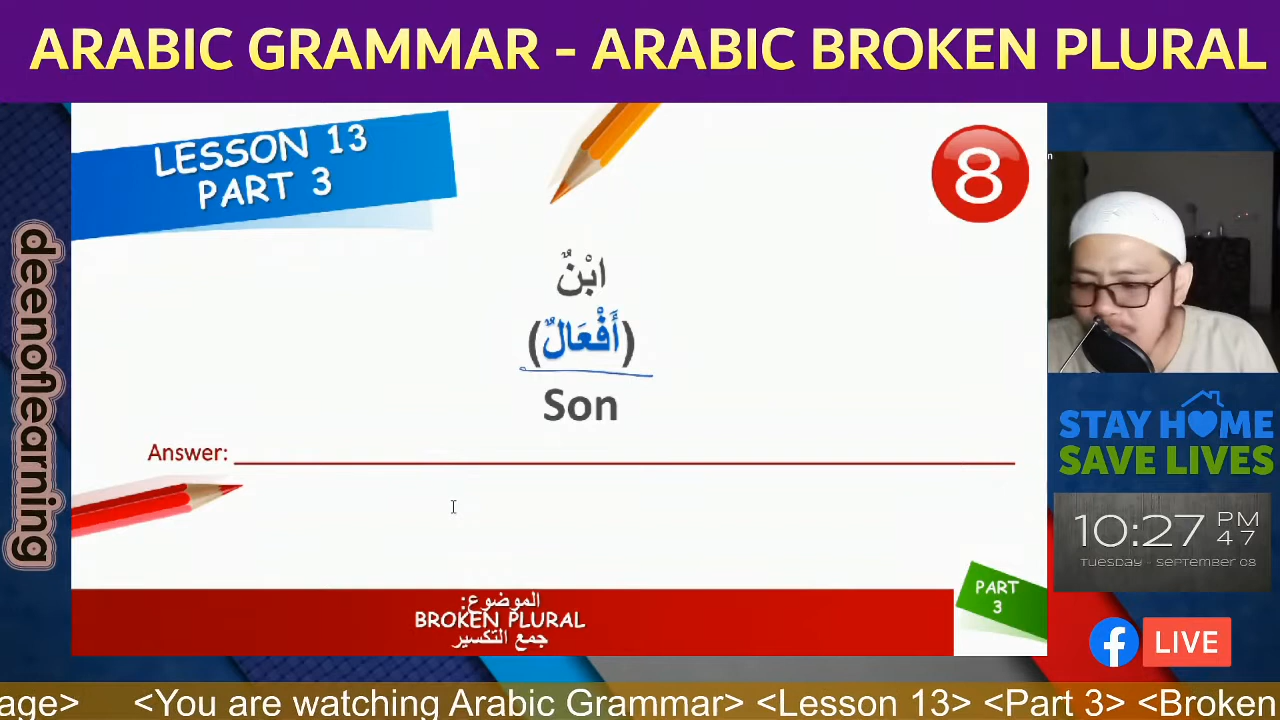 ARABIC GRAMMAR - ARABIC BROKEN PLURAL
LESSON 13
PART 3
8
n
ابْنٌ
(أَفْعَالٌ)
Son
Answer:
deenoflearning
STAY HOME
SAVE LIVES
10:27 PM
47
TUESDAY - SEPTEMBER 08
PART
3
الموضوع:
BROKEN PLURAL
جمع التكسير
f LIVE
age> <You are watching Arabic Grammar> <Lesson 13> <Part 3> <Broken